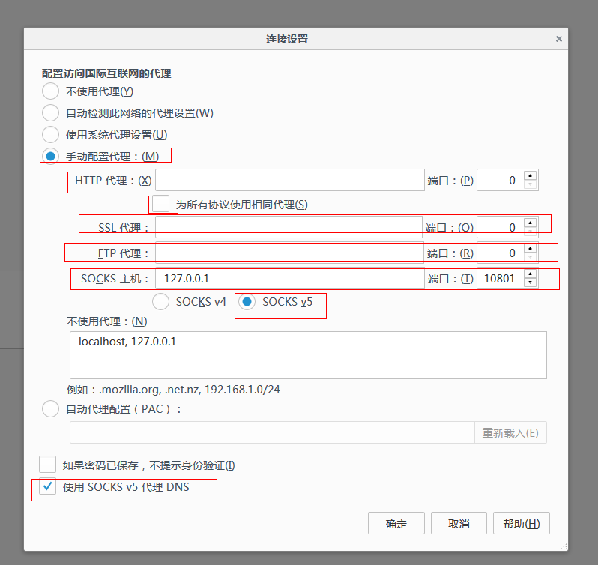 连接设置 ×
配置访问国际互联网的代理
不使用代理(Y)
自动检测此网络的代理设置(W)
使用系统代理设置(U)
手动配置代理：(M)
HTTP 代理：(X) 端口：(P) 0
为所有协议使用相同代理(S)
SSL 代理： 端口：(O) 0
FTP 代理： 端口：(R) 0
SOCKS 主机： 127.0.0.1 端口：(T) 10801
SOCKS v4 SOCKS v5
不使用代理：(N)
localhost, 127.0.0.1
例如：.mozilla.org, .net.nz, 192.168.1.0/24
自动代理配置（PAC）：
重新载入(E)
如果密码已保存，不提示身份验证(I)
使用 SOCKS v5 代理 DNS
确定 取消 帮助(H)